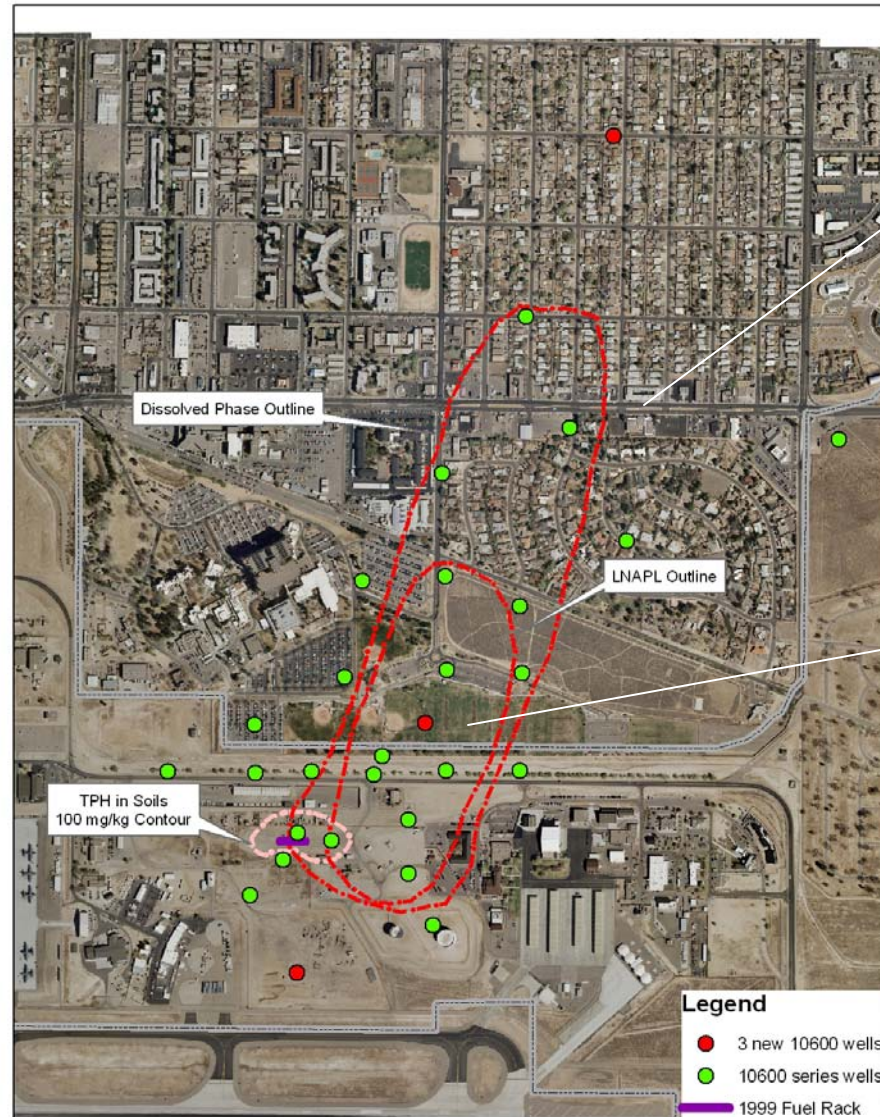 Dissolved Phase Outline
LNAPL Outline
TPH in Soils
100 mg/kg Contour
Legend
3 new 10600 wells
10600 series wells
1999 Fuel Rack